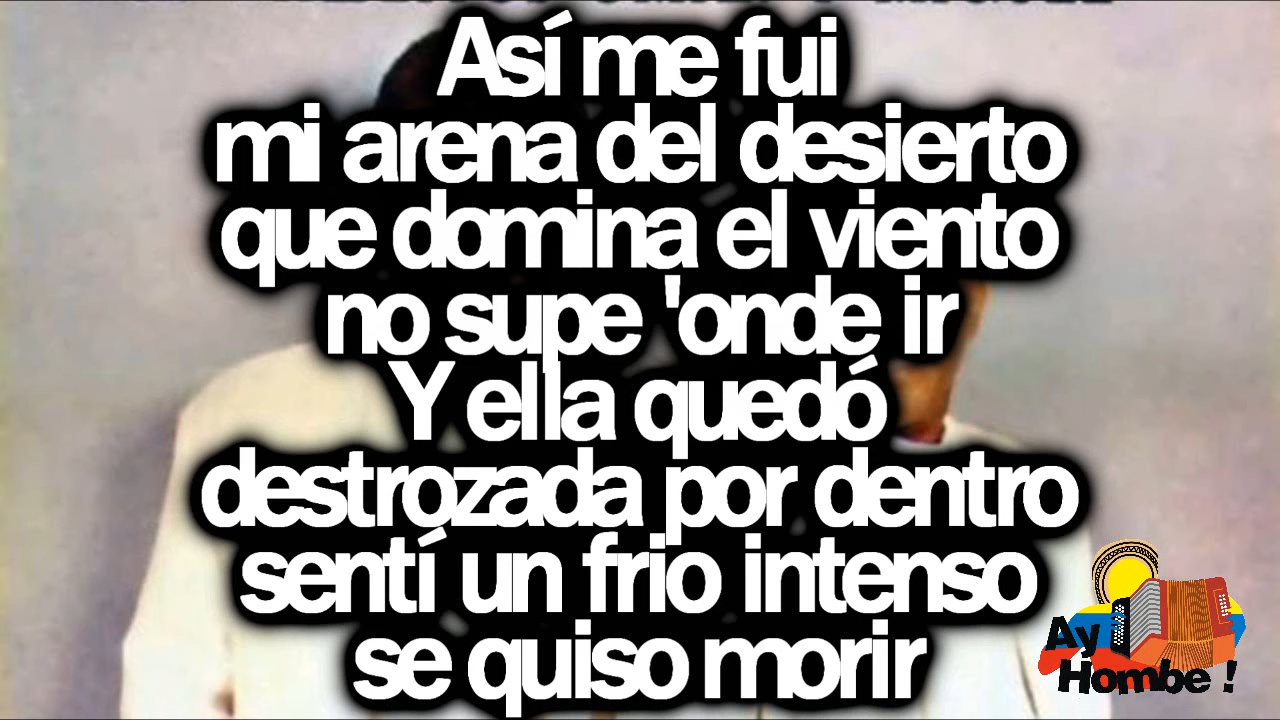 Así me fui
mi arena del desierto
que domina el viento
no supe 'onde ir
Y ella quedó
destrozada por dentro
sentí un frio intenso
se quiso morir
Ay
Hombe !